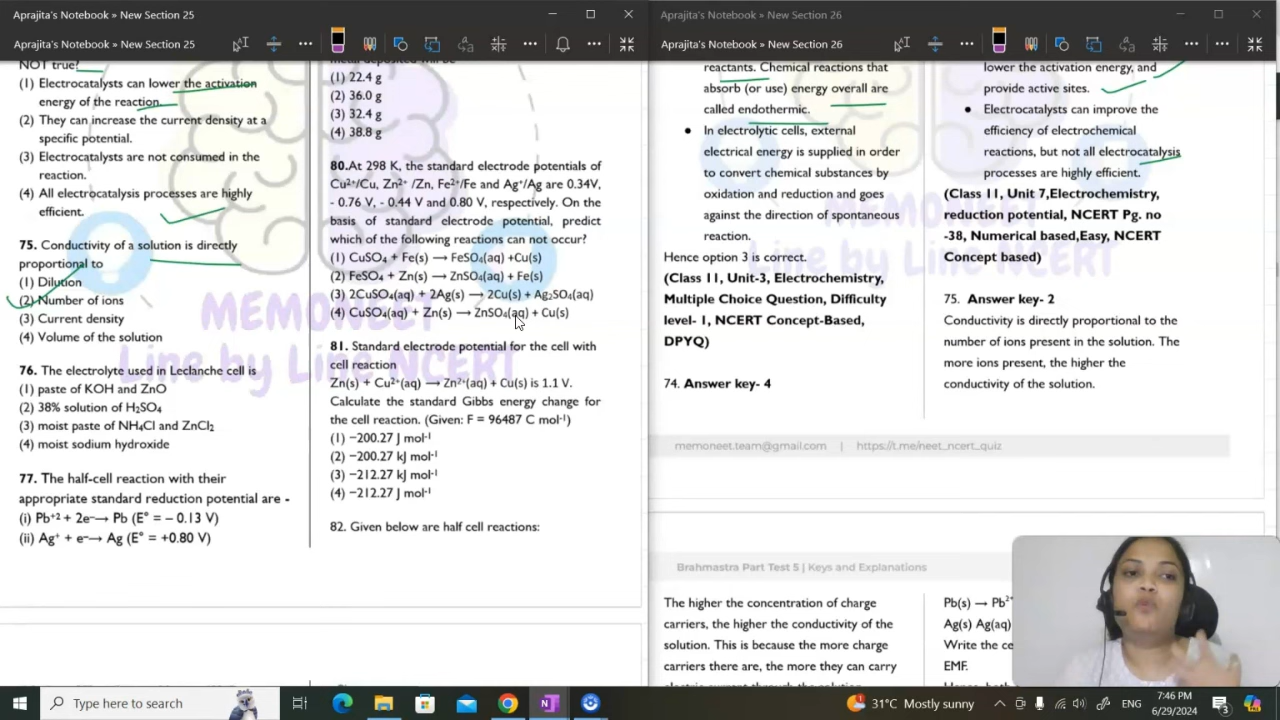 Aprajita's Notebook » New Section 25
Aprajita's Notebook » New Section 25
NOT true?
(1) Electrocatalysts can lower the activation
energy of the reaction.
(2) They can increase the current density at a
specific potential.
(3) Electrocatalysts are not consumed in the
reaction.
(4) All electrocatalysis processes are highly
efficient.
75. Conductivity of a solution is directly
proportional to
(1) Dilution
(2) Number of ions
(3) Current density
(4) Volume of the solution
76. The electrolyte used in Leclanche cell is
(1) paste of KOH and ZnO
(2) 38% solution of H₂SO₄
(3) moist paste of NH₄Cl and ZnCl₂
(4) moist sodium hydroxide
77. The half-cell reaction with their
appropriate standard reduction potential are -
(i) Pb⁺² + 2e⁻→ Pb (E° = – 0.13 V)
(ii) Ag⁺ + e⁻→ Ag (E° = +0.80 V)
metal deposited will be
(1) 22.4 g
(2) 36.0 g
(3) 32.4 g
(4) 38.8 g
80.At 298 K, the standard electrode potentials of
Cu²⁺/Cu, Zn²⁺ /Zn, Fe²⁺/Fe and Ag⁺/Ag are 0.34V,
- 0.76 V, - 0.44 V and 0.80 V, respectively. On the
basis of standard electrode potential, predict
which of the following reactions can not occur?
(1) CuSO₄ + Fe(s) → FeSO₄(aq) +Cu(s)
(2) FeSO₄ + Zn(s) → ZnSO₄(aq) + Fe(s)
(3) 2CuSO₄(aq) + 2Ag(s) → 2Cu(s) + Ag₂SO₄(aq)
(4) CuSO₄(aq) + Zn(s) → ZnSO₄(aq) + Cu(s)
81. Standard electrode potential for the cell with
cell reaction
Zn(s) + Cu²⁺(aq) → Zn²⁺(aq) + Cu(s) is 1.1 V.
Calculate the standard Gibbs energy change for
the cell reaction. (Given: F = 96487 C mol⁻¹)
(1) −200.27 J mol⁻¹
(2) −200.27 kJ mol⁻¹
(3) −212.27 kJ mol⁻¹
(4) −212.27 J mol⁻¹
82. Given below are half cell reactions:
MEMONEET
Line by Line NCERT
Aprajita's Notebook » New Section 26
Aprajita's Notebook » New Section 26
reactants. Chemical reactions that
absorb (or use) energy overall are
called endothermic.
• In electrolytic cells, external
electrical energy is supplied in order
to convert chemical substances by
oxidation and reduction and goes
against the direction of spontaneous
reaction.
Hence option 3 is correct.
(Class 11, Unit-3, Electrochemistry,
Multiple Choice Question, Difficulty
level- 1, NCERT Concept-Based,
DPYQ)
74. Answer key- 4
lower the activation energy, and
provide active sites.
• Electrocatalysts can improve the
efficiency of electrochemical
reactions, but not all electrocatalysis
processes are highly efficient.
(Class 11, Unit 7,Electrochemistry,
reduction potential, NCERT Pg. no
-38, Numerical based,Easy, NCERT
Concept based)
75. Answer key- 2
Conductivity is directly proportional to the
number of ions present in the solution. The
more ions present, the higher the
conductivity of the solution.
MEMONEET
Line by Line NCERT
memoneet.team@gmail.com | https://t.me/neet_ncert_quiz
Brahmastra Part Test 5 | Keys and Explanations
The higher the concentration of charge
carriers, the higher the conductivity of the
solution. This is because the more charge
carriers there are, the more they can carry
Pb(s) → Pb²⁺
Ag(s) Ag(aq)
Write the ce
EMF.
Type here to search
31°C Mostly sunny
ENG
7:46 PM
6/29/2024
3